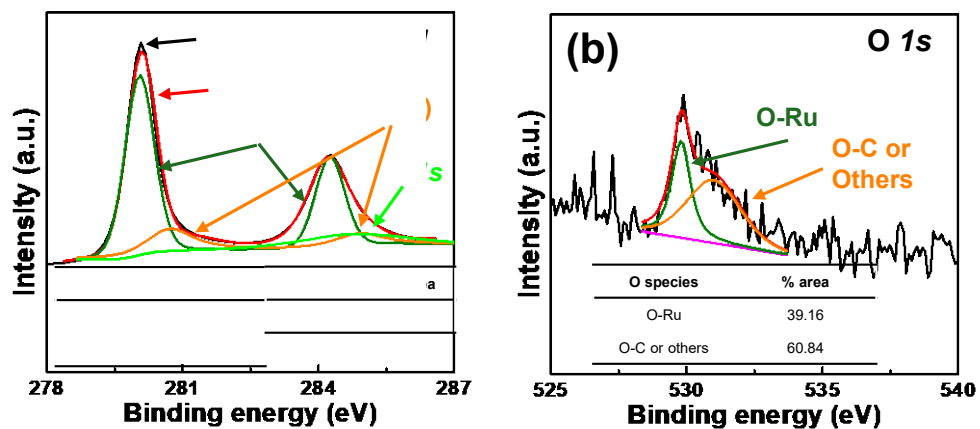 Intensity (a.u.)
278
281
284
287
Binding energy (eV)
(b)
O 1s
O-Ru
O-C or
Others
Intensity (a.u.)
O species % area
O-Ru 39.16
O-C or others 60.84
525
530
535
540
Binding energy (eV)